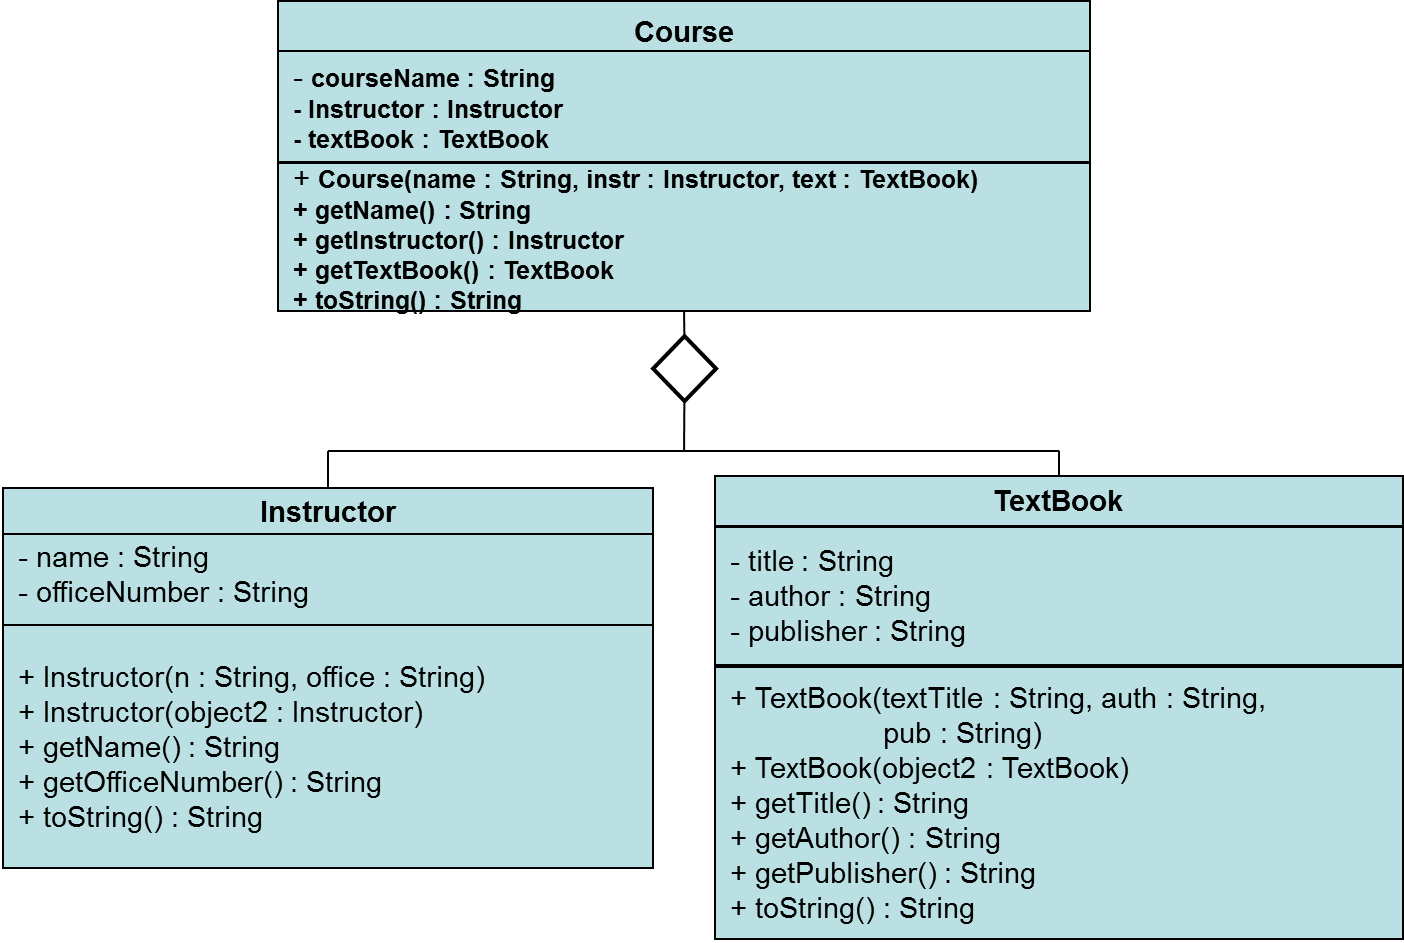 Course
- courseName : String
- Instructor : Instructor
- textBook : TextBook
+ Course(name : String, instr : Instructor, text : TextBook)
+ getName() : String
+ getInstructor() : Instructor
+ getTextBook() : TextBook
+ toString() : String
Instructor
- name : String
- officeNumber : String
+ Instructor(n : String, office : String)
+ Instructor(object2 : Instructor)
+ getName() : String
+ getOfficeNumber() : String
+ toString() : String
TextBook
- title : String
- author : String
- publisher : String
+ TextBook(textTitle : String, auth : String,
pub : String)
+ TextBook(object2 : TextBook)
+ getTitle() : String
+ getAuthor() : String
+ getPublisher() : String
+ toString() : String